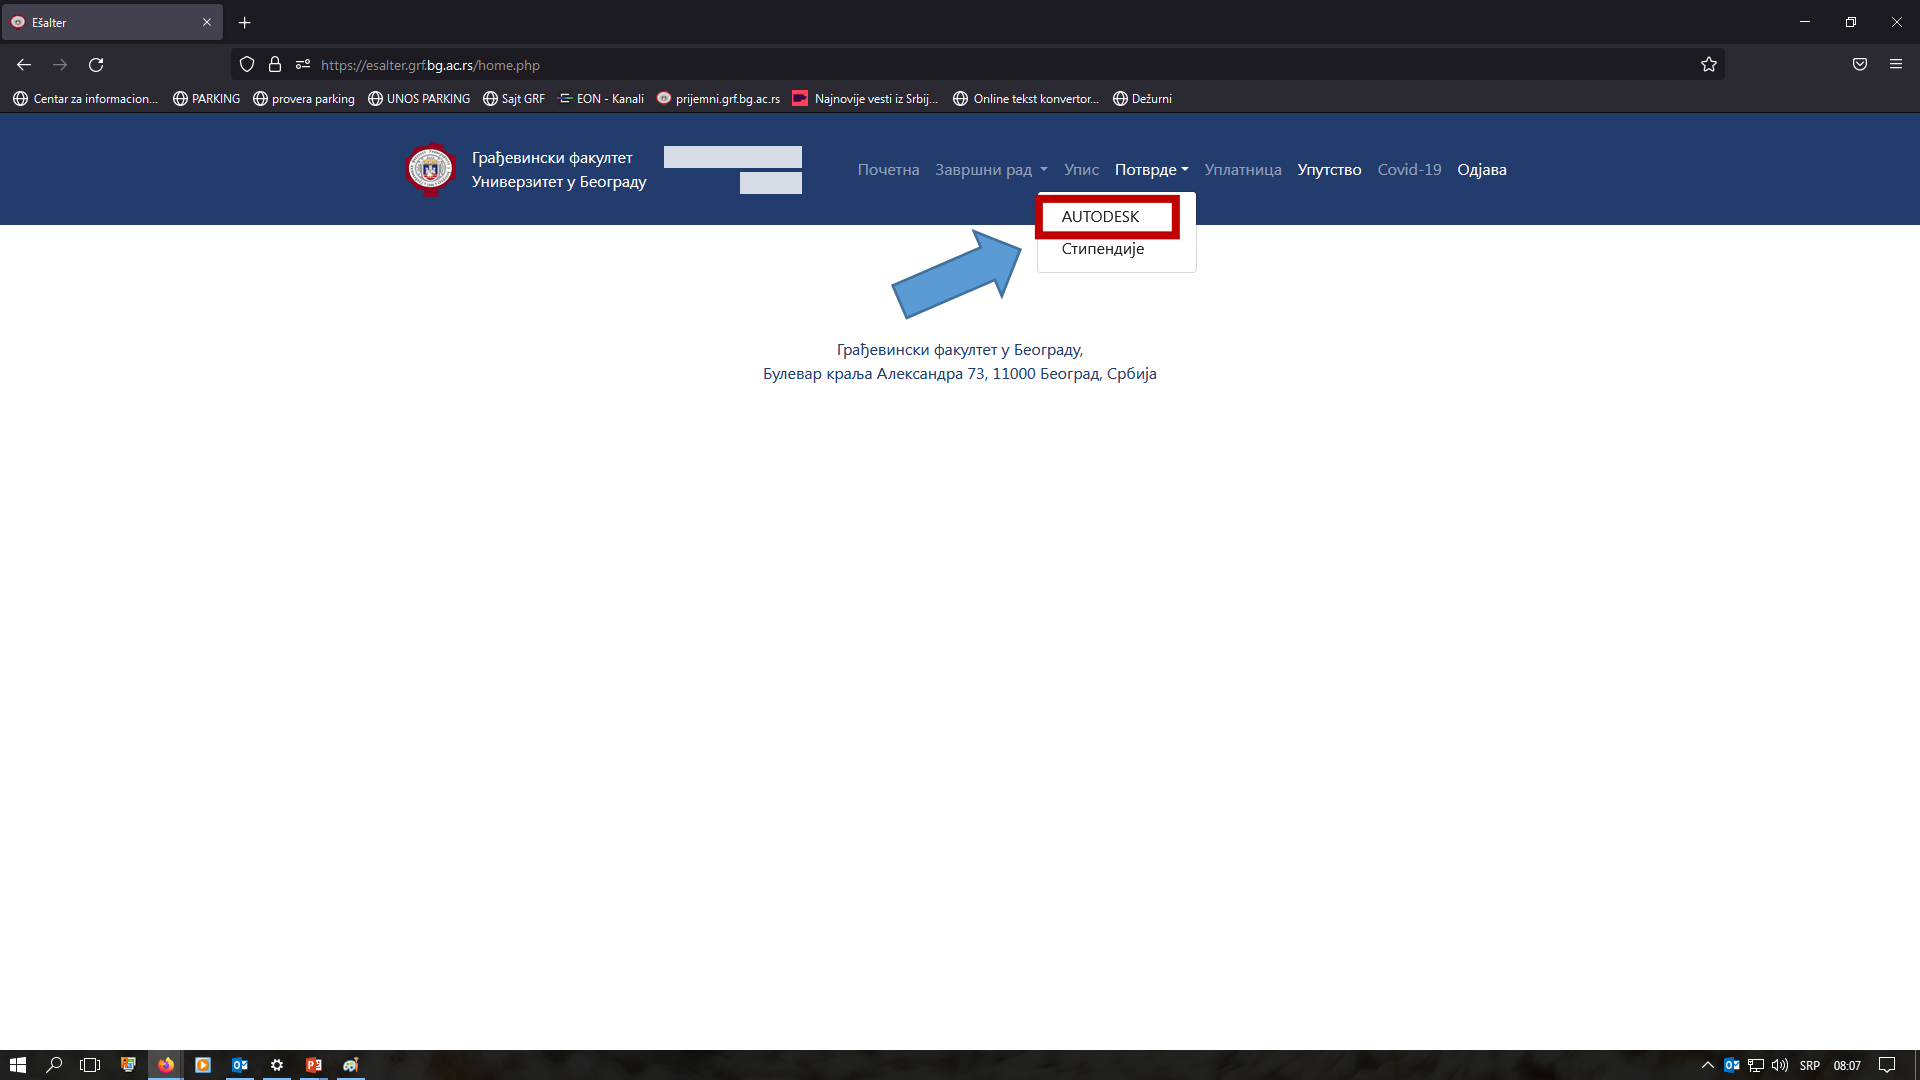 Ešalter
https://esalter.grf.bg.ac.rs/home.php
Centar za informacion... PARKING provera parking UNOS PARKING Sajt GRF EON - Kanali prijemni.grf.bg.ac.rs Najnovije vesti iz Srbij... Online tekst konvertor... Dežurni
Грађевински факултет
Универзитет у Београду
Почетна Завршни рад Упис Потврде Уплатница Упутство Covid-19 Одјава
AUTODESK
Стипендије
Грађевински факултет у Београду,
Булевар краља Александра 73, 11000 Београд, Србија
SRP 08:07